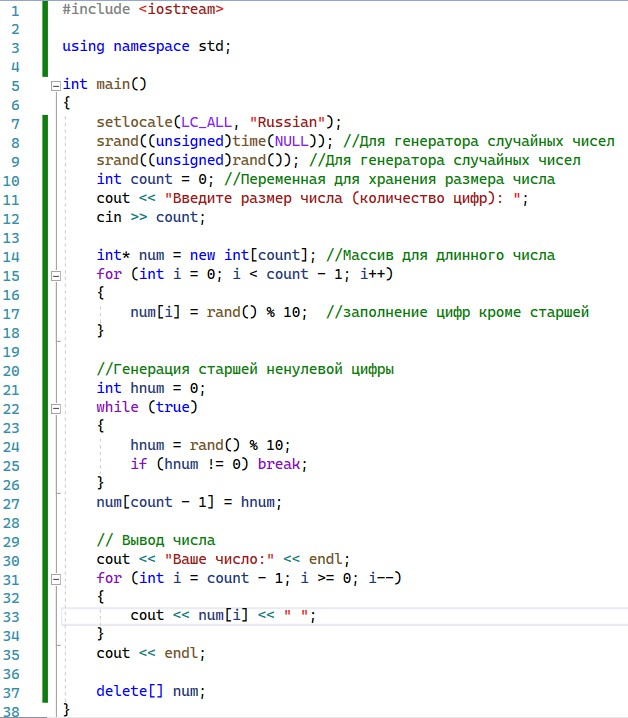 1 #include <iostream>
2
3 using namespace std;
4
5 int main()
6 {
7 setlocale(LC_ALL, "Russian");
8 srand((unsigned)time(NULL)); //Для генератора случайных чисел
9 srand((unsigned)rand()); //Для генератора случайных чисел
10 int count = 0; //Переменная для хранения размера числа
11 cout << "Введите размер числа (количество цифр): ";
12 cin >> count;
13
14 int* num = new int[count]; //Массив для длинного числа
15 for (int i = 0; i < count - 1; i++)
16 {
17 num[i] = rand() % 10; //заполнение цифр кроме старшей
18 }
19
20 //Генерация старшей ненулевой цифры
21 int hnum = 0;
22 while (true)
23 {
24 hnum = rand() % 10;
25 if (hnum != 0) break;
26 }
27 num[count - 1] = hnum;
28
29 // Вывод числа
30 cout << "Ваше число:" << endl;
31 for (int i = count - 1; i >= 0; i--)
32 {
33 cout << num[i] << " ";
34 }
35 cout << endl;
36
37 delete[] num;
38 }